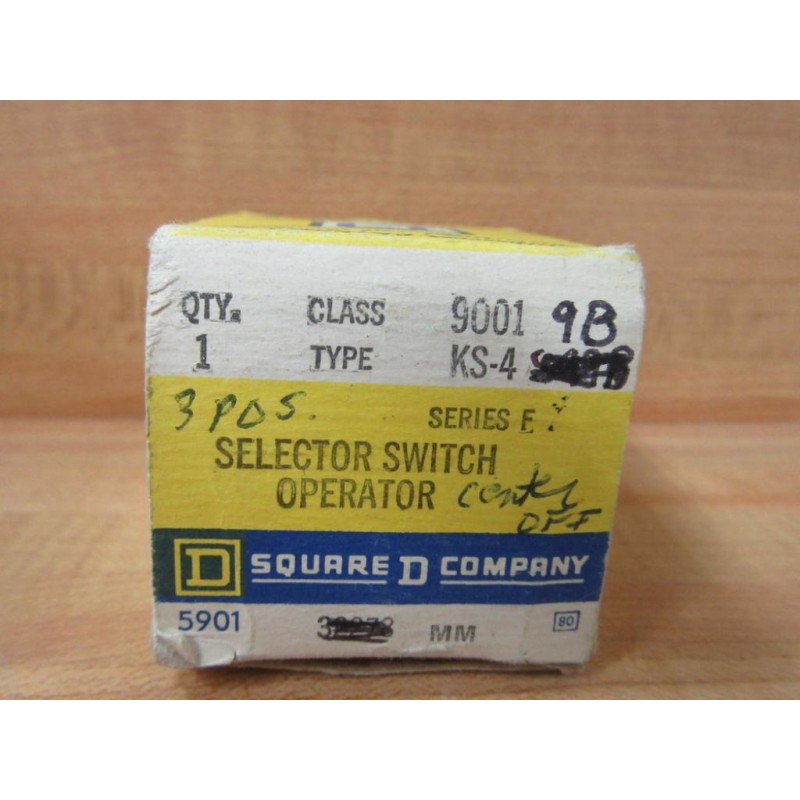 QTY. CLASS 9001 9B
1 TYPE KS-4
3 POS. SERIES E
SELECTOR SWITCH
OPERATOR center
OFF
D SQUARE D COMPANY
5901 MM 80